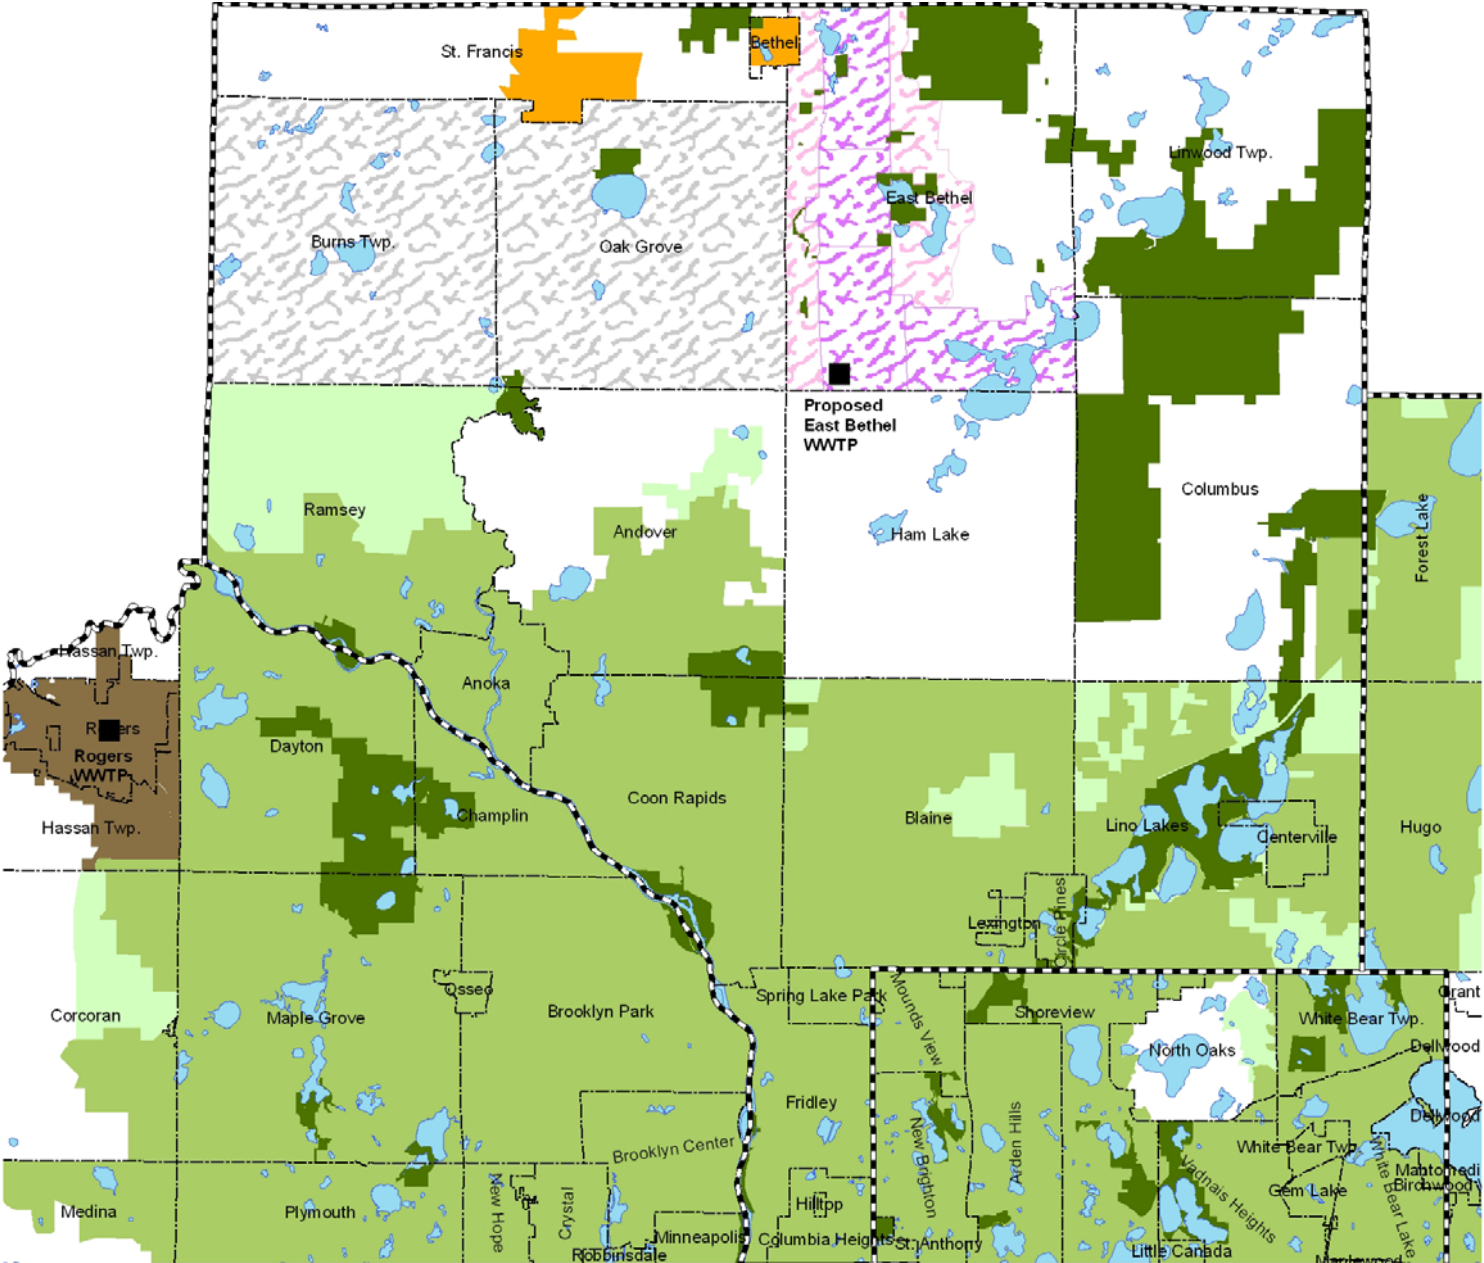 St. Francis
Bethel
Linwood Twp.
East Bethel
Burns Twp.
Oak Grove
Proposed
East Bethel
WWTP
Columbus
Ramsey
Andover
Ham Lake
Forest Lake
Hassan Twp.
Anoka
Rogers
WWTP
Dayton
Coon Rapids
Champlin
Blaine
Lino Lakes
Centerville
Hugo
Hassan Twp.
Lexington
Circle Pines
Osseo
Spring Lake Park
Grant
Corcoran
Maple Grove
Brooklyn Park
Mounds View
Shoreview
White Bear Twp.
North Oaks
Dellwood
Fridley
Dellwood
Brooklyn Center
New Brighton
Arden Hills
White Bear Twp.
Vadnais Heights
White Bear Lake
Birchwood
Gem Lake
Medina
Plymouth
New Hope
Crystal
Hilltop
Robbinsdale
Minneapolis
Columbia Heights
St. Anthony
Little Canada